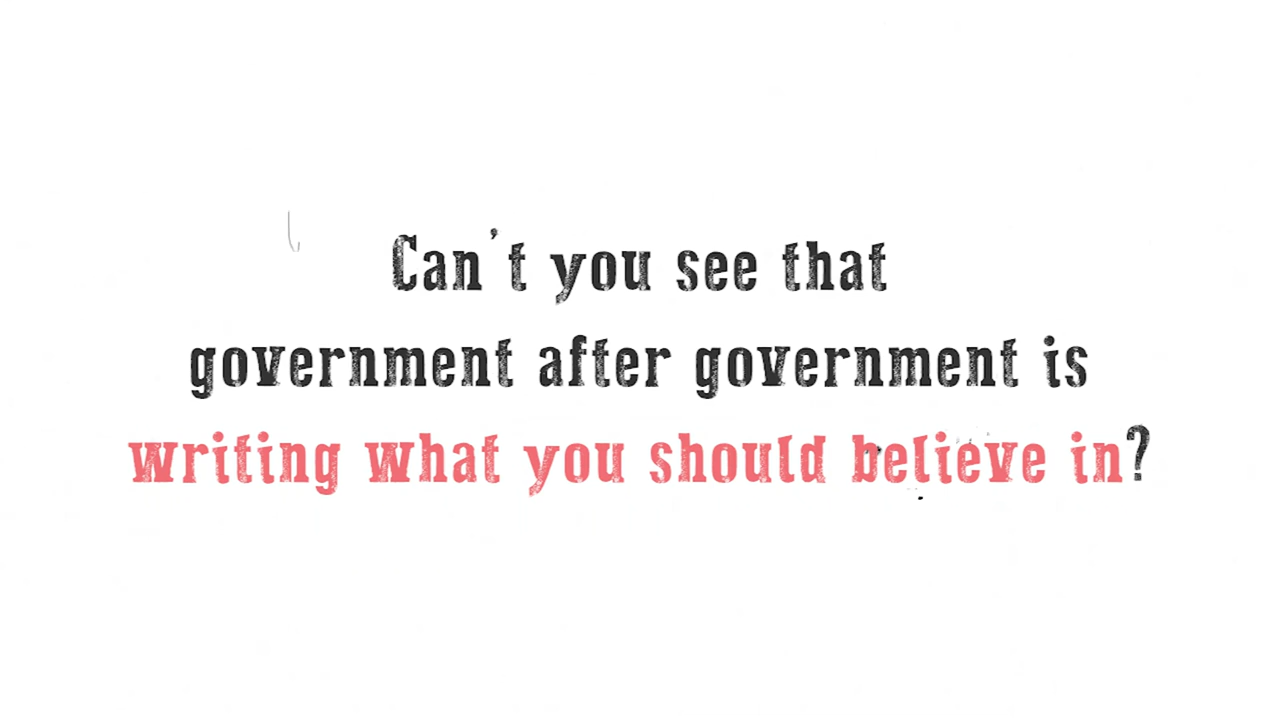 Can't you see that
government after government is
writing what you should believe in?